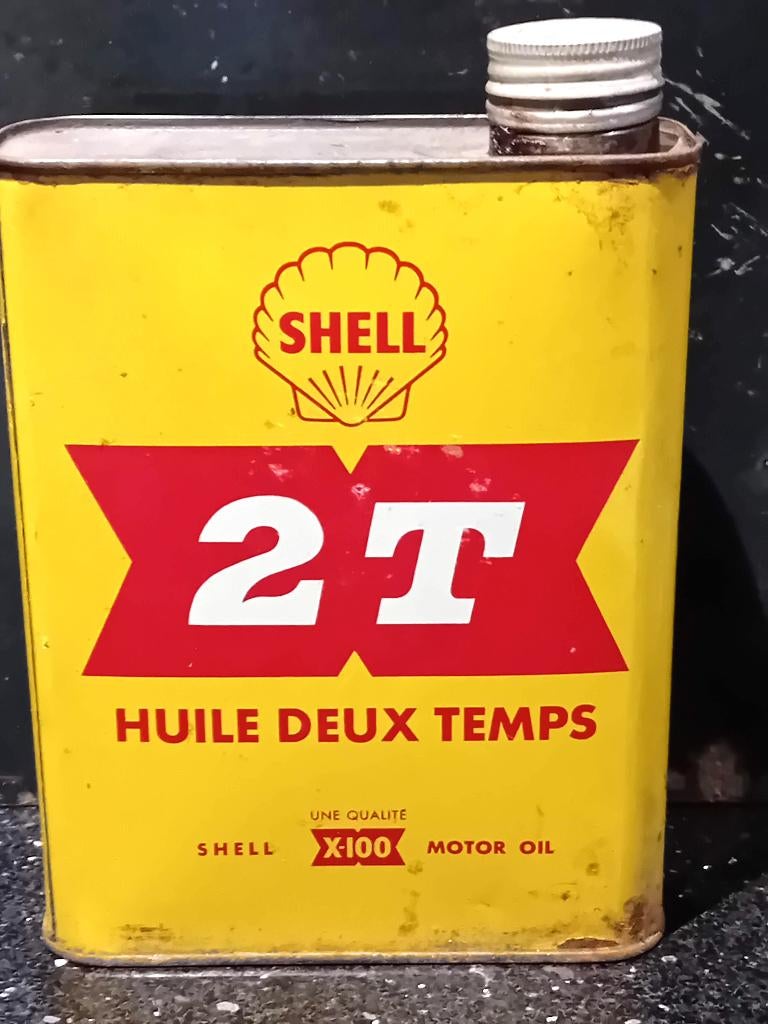 SHELL
2T
HUILE DEUX TEMPS
UNE QUALITÉ
SHELL X-100 MOTOR OIL